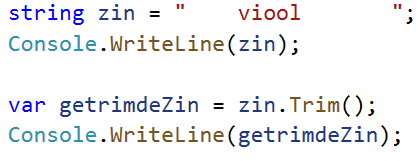 string zin = "    viool       ";
Console.WriteLine(zin);
var getrimdeZin = zin.Trim();
Console.WriteLine(getrimdeZin);